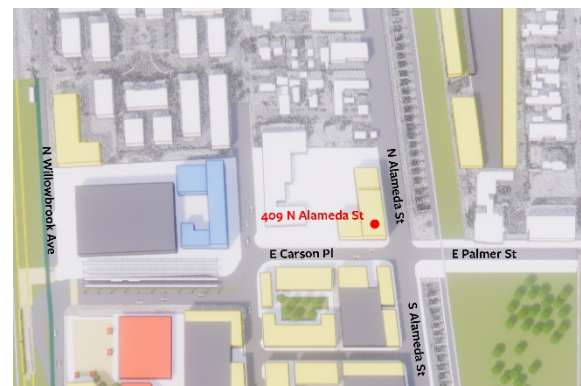 N Willowbrook Ave
N Alameda St
409 N Alameda St
E Carson Pl
E Palmer St
S Alameda St